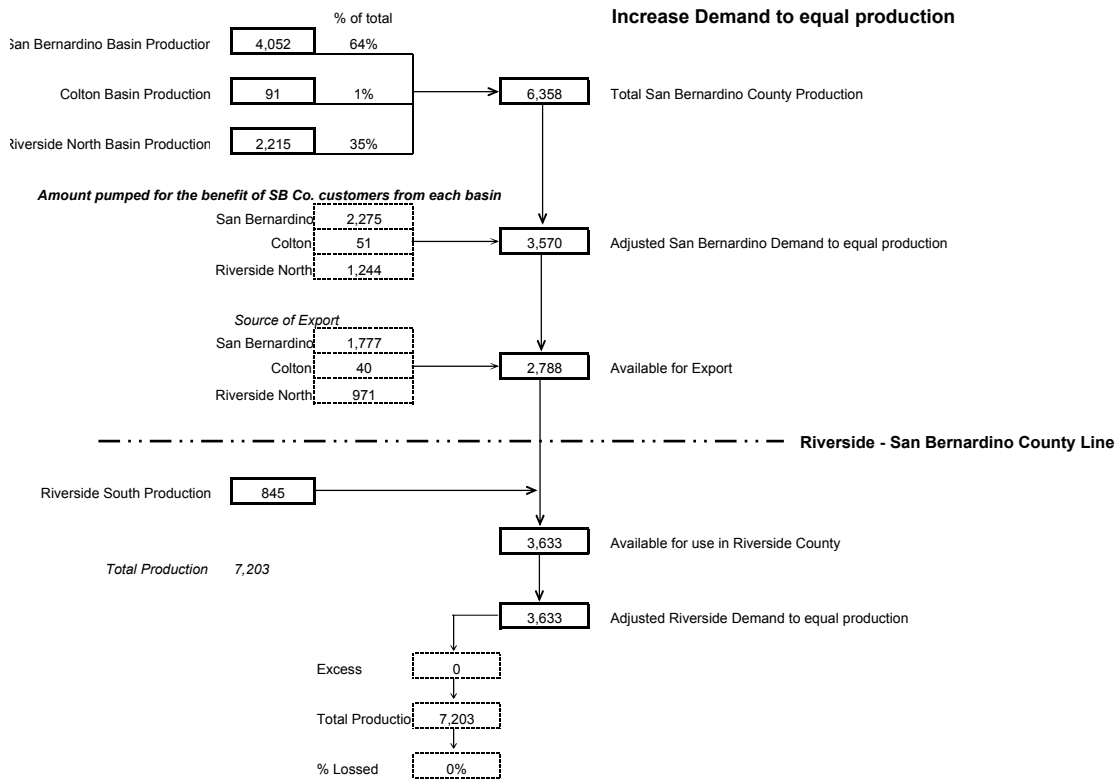 % of total
Increase Demand to equal production
San Bernardino Basin Production 4,052 64%
Colton Basin Production 91 1% 6,358 Total San Bernardino County Production
Riverside North Basin Production 2,215 35%
Amount pumped for the benefit of SB Co. customers from each basin
San Bernardino 2,275
Colton 51 3,570 Adjusted San Bernardino Demand to equal production
Riverside North 1,244
Source of Export
San Bernardino 1,777
Colton 40 2,788 Available for Export
Riverside North 971
Riverside - San Bernardino County Line
Riverside South Production 845
3,633 Available for use in Riverside County
Total Production 7,203
3,633 Adjusted Riverside Demand to equal production
Excess 0
Total Productio 7,203
% Lossed 0%